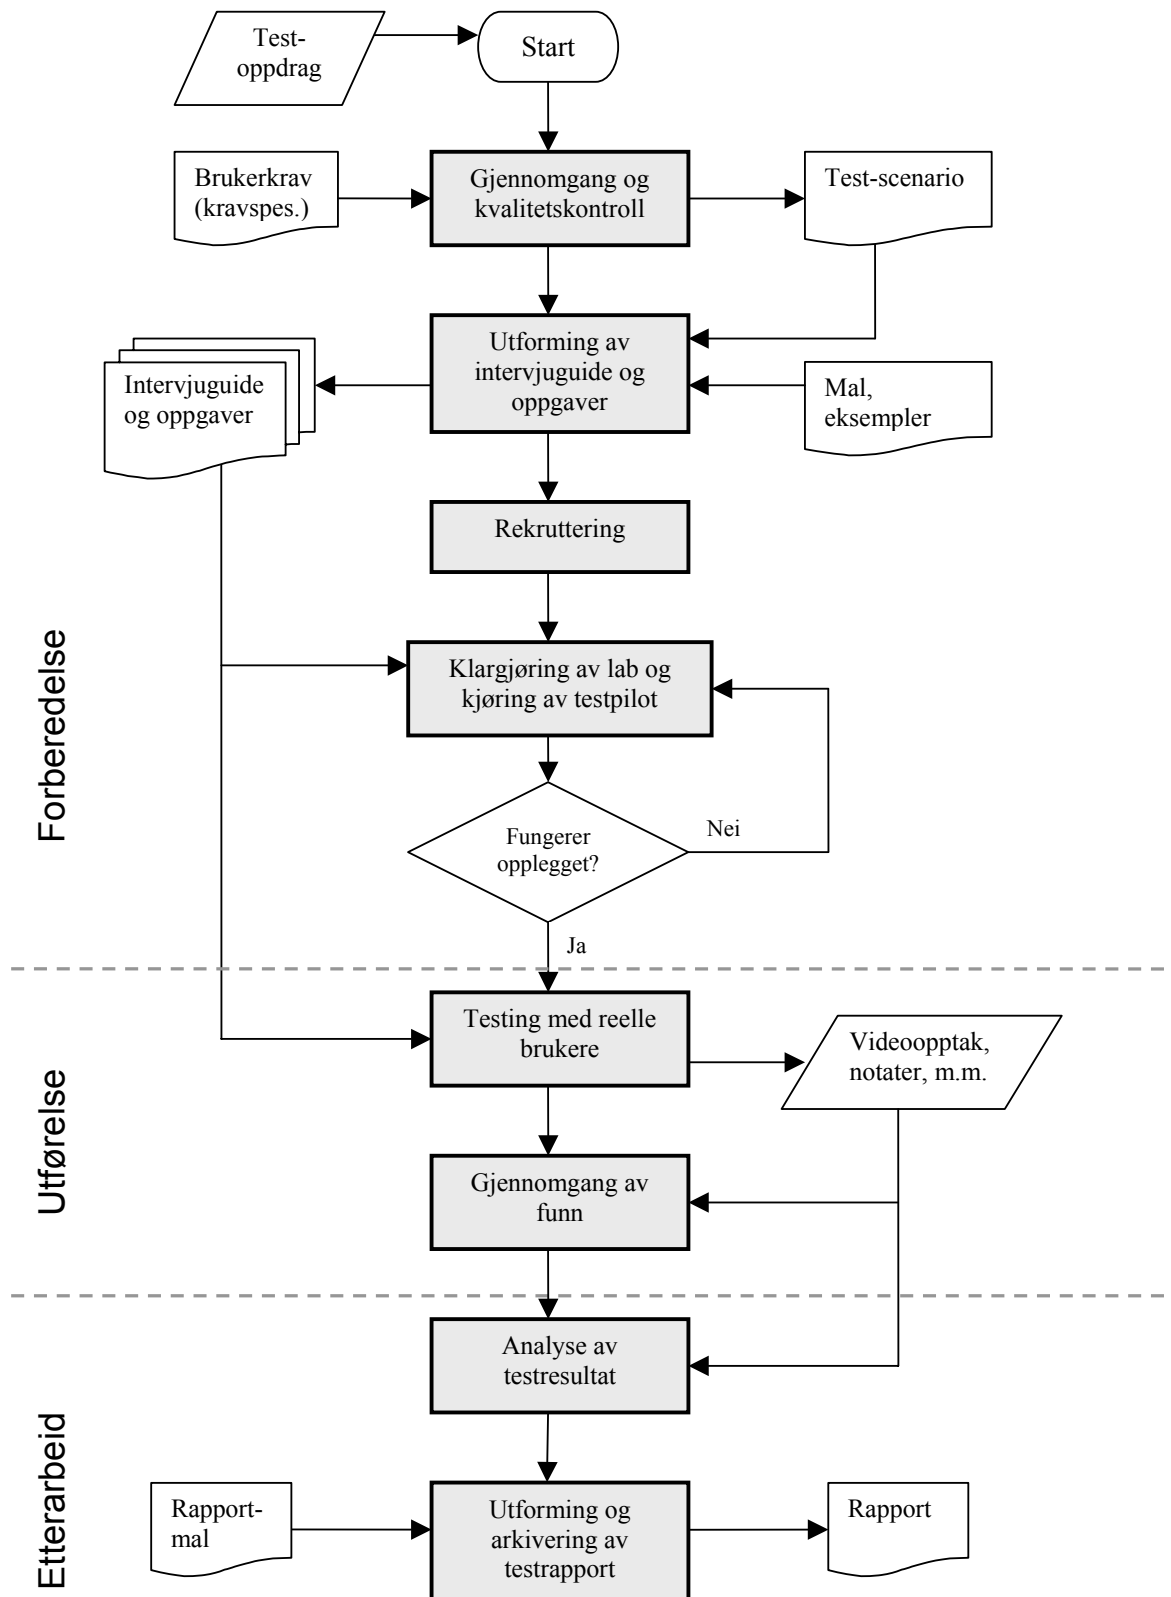 Test-
oppdrag
Start
Brukerkrav
(kravspes.)
Gjennomgang og
kvalitetskontroll
Test-scenario
Utforming av
intervjuguide og
oppgaver
Intervjuguide
og oppgaver
Mal,
eksempler
Rekruttering
Forberedelse
Klargjøring av lab og
kjøring av testpilot
Fungerer
opplegget?
Nei
Ja
Utførelse
Testing med reelle
brukere
Videoopptak,
notater, m.m.
Gjennomgang av
funn
Etterarbeid
Analyse av
testresultat
Rapport-
mal
Utforming og
arkivering av
testrapport
Rapport